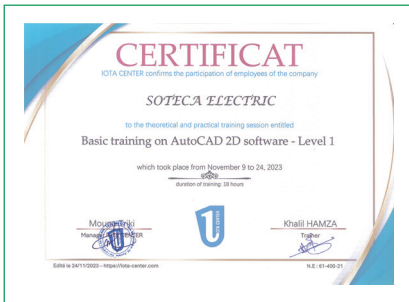 CERTIFICAT
IOTA CENTER confirms the participation of employees of the company
SOTECA ELECTRIC
to the theoretical and practical training session entitled
Basic training on AutoCAD 2D software - Level 1
which took place from November 9 to 24, 2023
duration of training: 18 hours
Khalil HAMZA
Trainer
IOTA CENTER
Edité le 24/11/2023 – https://iota-center.com
N.E : 61-400-21